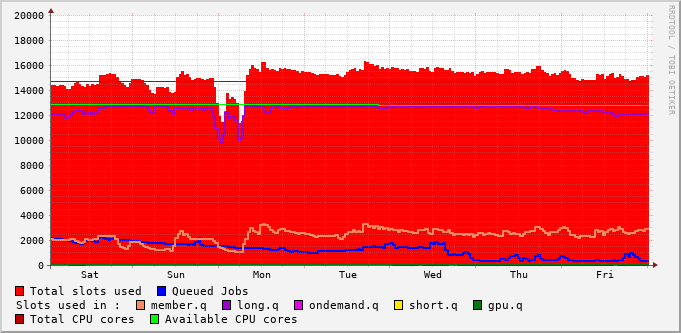 20000
18000
16000
14000
12000
10000
8000
6000
4000
2000
0
Sat Sun Mon Tue Wed Thu Fri
Total slots used Queued Jobs
Slots used in : member.q long.q ondemand.q short.q gpu.q
Total CPU cores Available CPU cores
RRDTOOL / TOBI OETIKER